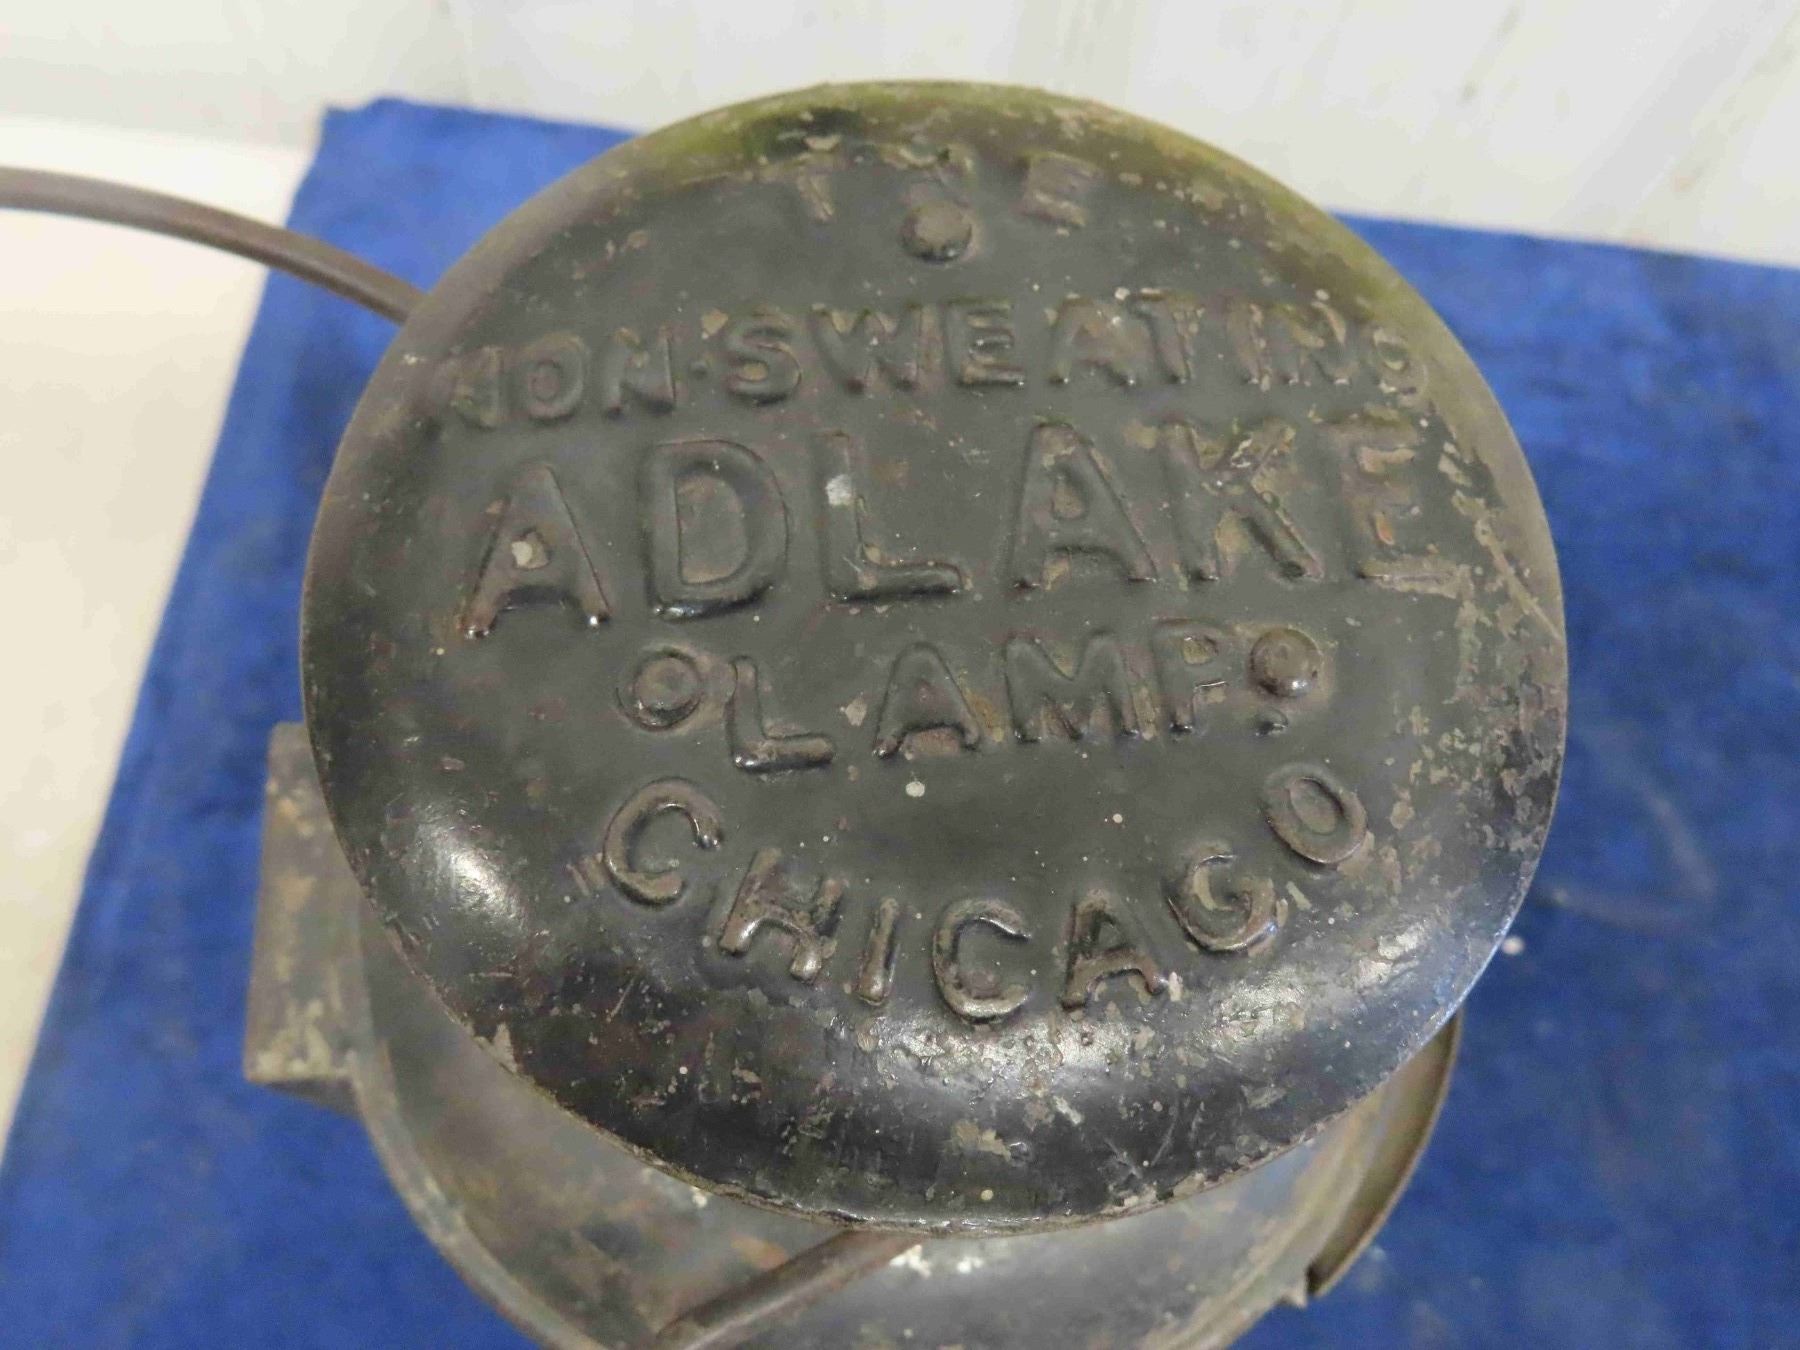 THE
NON-SWEATING
ADLAKE
LAMP
CHICAGO